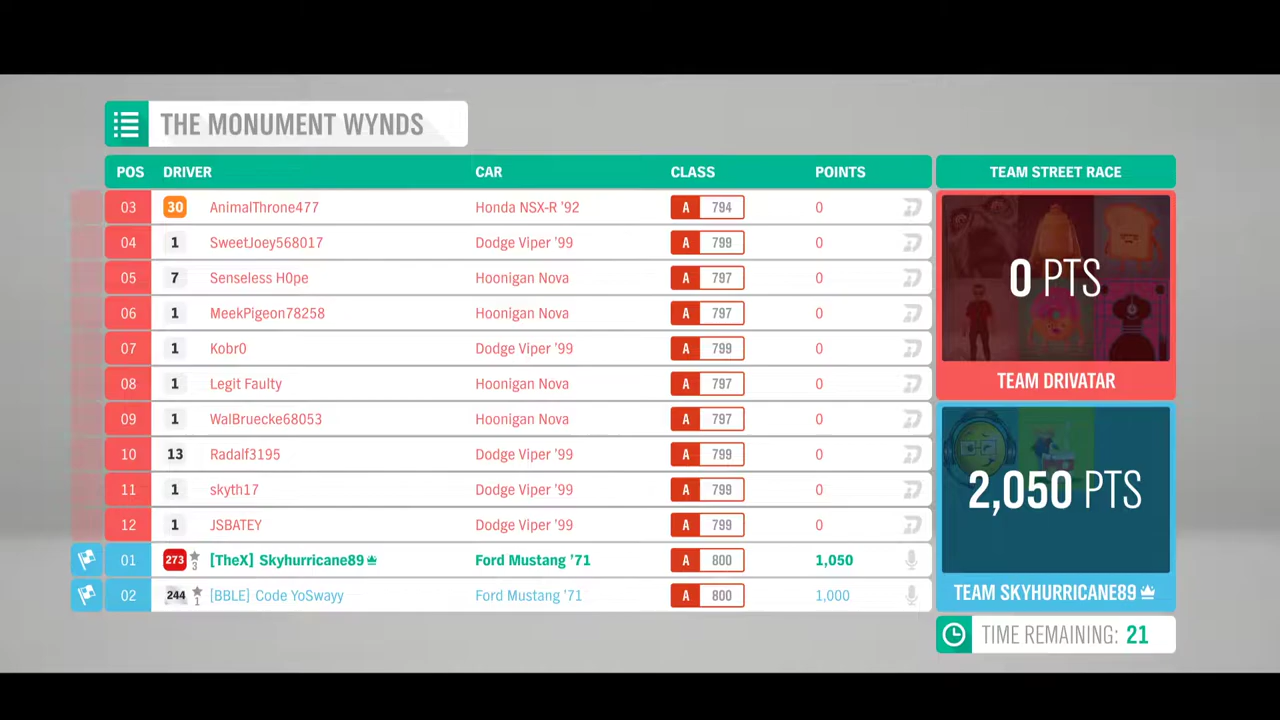 THE MONUMENT WYNDS
POS DRIVER CAR CLASS POINTS
03 30 AnimalThrone477 Honda NSX-R '92 A 794 0
04 1 SweetJoey568017 Dodge Viper '99 A 799 0
05 7 Senseless H0pe Hoonigan Nova A 797 0
06 1 MeekPigeon78258 Hoonigan Nova A 797 0
07 1 Kobr0 Dodge Viper '99 A 799 0
08 1 Legit Faulty Hoonigan Nova A 797 0
09 1 WalBruecke68053 Hoonigan Nova A 797 0
10 13 Radalf3195 Dodge Viper '99 A 799 0
11 1 skyth17 Dodge Viper '99 A 799 0
12 1 JSBATEY Dodge Viper '99 A 799 0
01 273 3 [TheX] Skyhurricane89 Ford Mustang '71 A 800 1,050
02 244 1 [BBLE] Code YoSwayy Ford Mustang '71 A 800 1,000
TEAM STREET RACE
0 PTS
TEAM DRIVATAR
2,050 PTS
TEAM SKYHURRICANE89
TIME REMAINING: 21